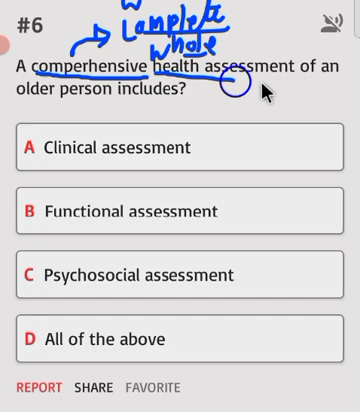 #6
Complete
whole
A comperhensive health assessment of an
older person includes?
A Clinical assessment
B Functional assessment
C Psychosocial assessment
D All of the above
REPORT SHARE FAVORITE